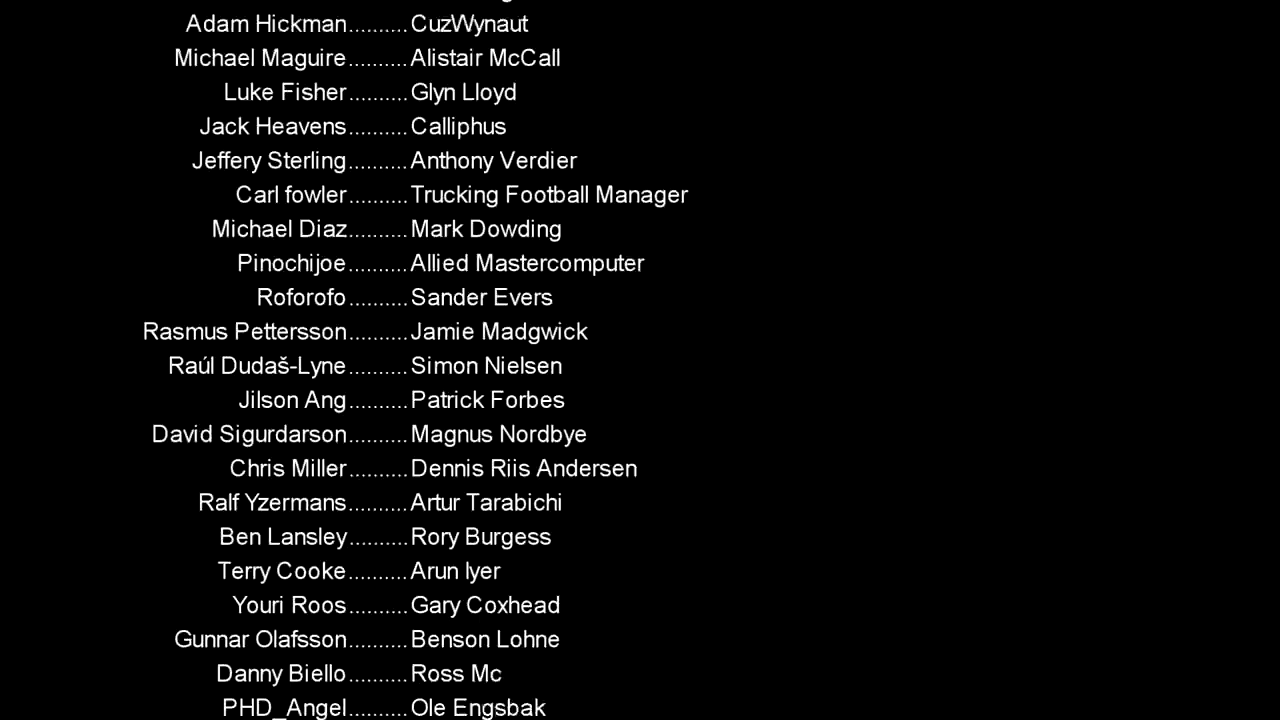 Adam Hickman..........CuzWynaut
Michael Maguire..........Alistair McCall
Luke Fisher..........Glyn Lloyd
Jack Heavens..........Calliphus
Jeffery Sterling..........Anthony Verdier
Carl fowler..........Trucking Football Manager
Michael Diaz..........Mark Dowding
Pinochijoe..........Allied Mastercomputer
Roforofo..........Sander Evers
Rasmus Pettersson..........Jamie Madgwick
Raúl Dudaš-Lyne..........Simon Nielsen
Jilson Ang..........Patrick Forbes
David Sigurdarson..........Magnus Nordbye
Chris Miller..........Dennis Riis Andersen
Ralf Yzermans..........Artur Tarabichi
Ben Lansley..........Rory Burgess
Terry Cooke..........Arun Iyer
Youri Roos..........Gary Coxhead
Gunnar Olafsson..........Benson Lohne
Danny Biello..........Ross Mc
PHD_Angel..........Ole Engsbak